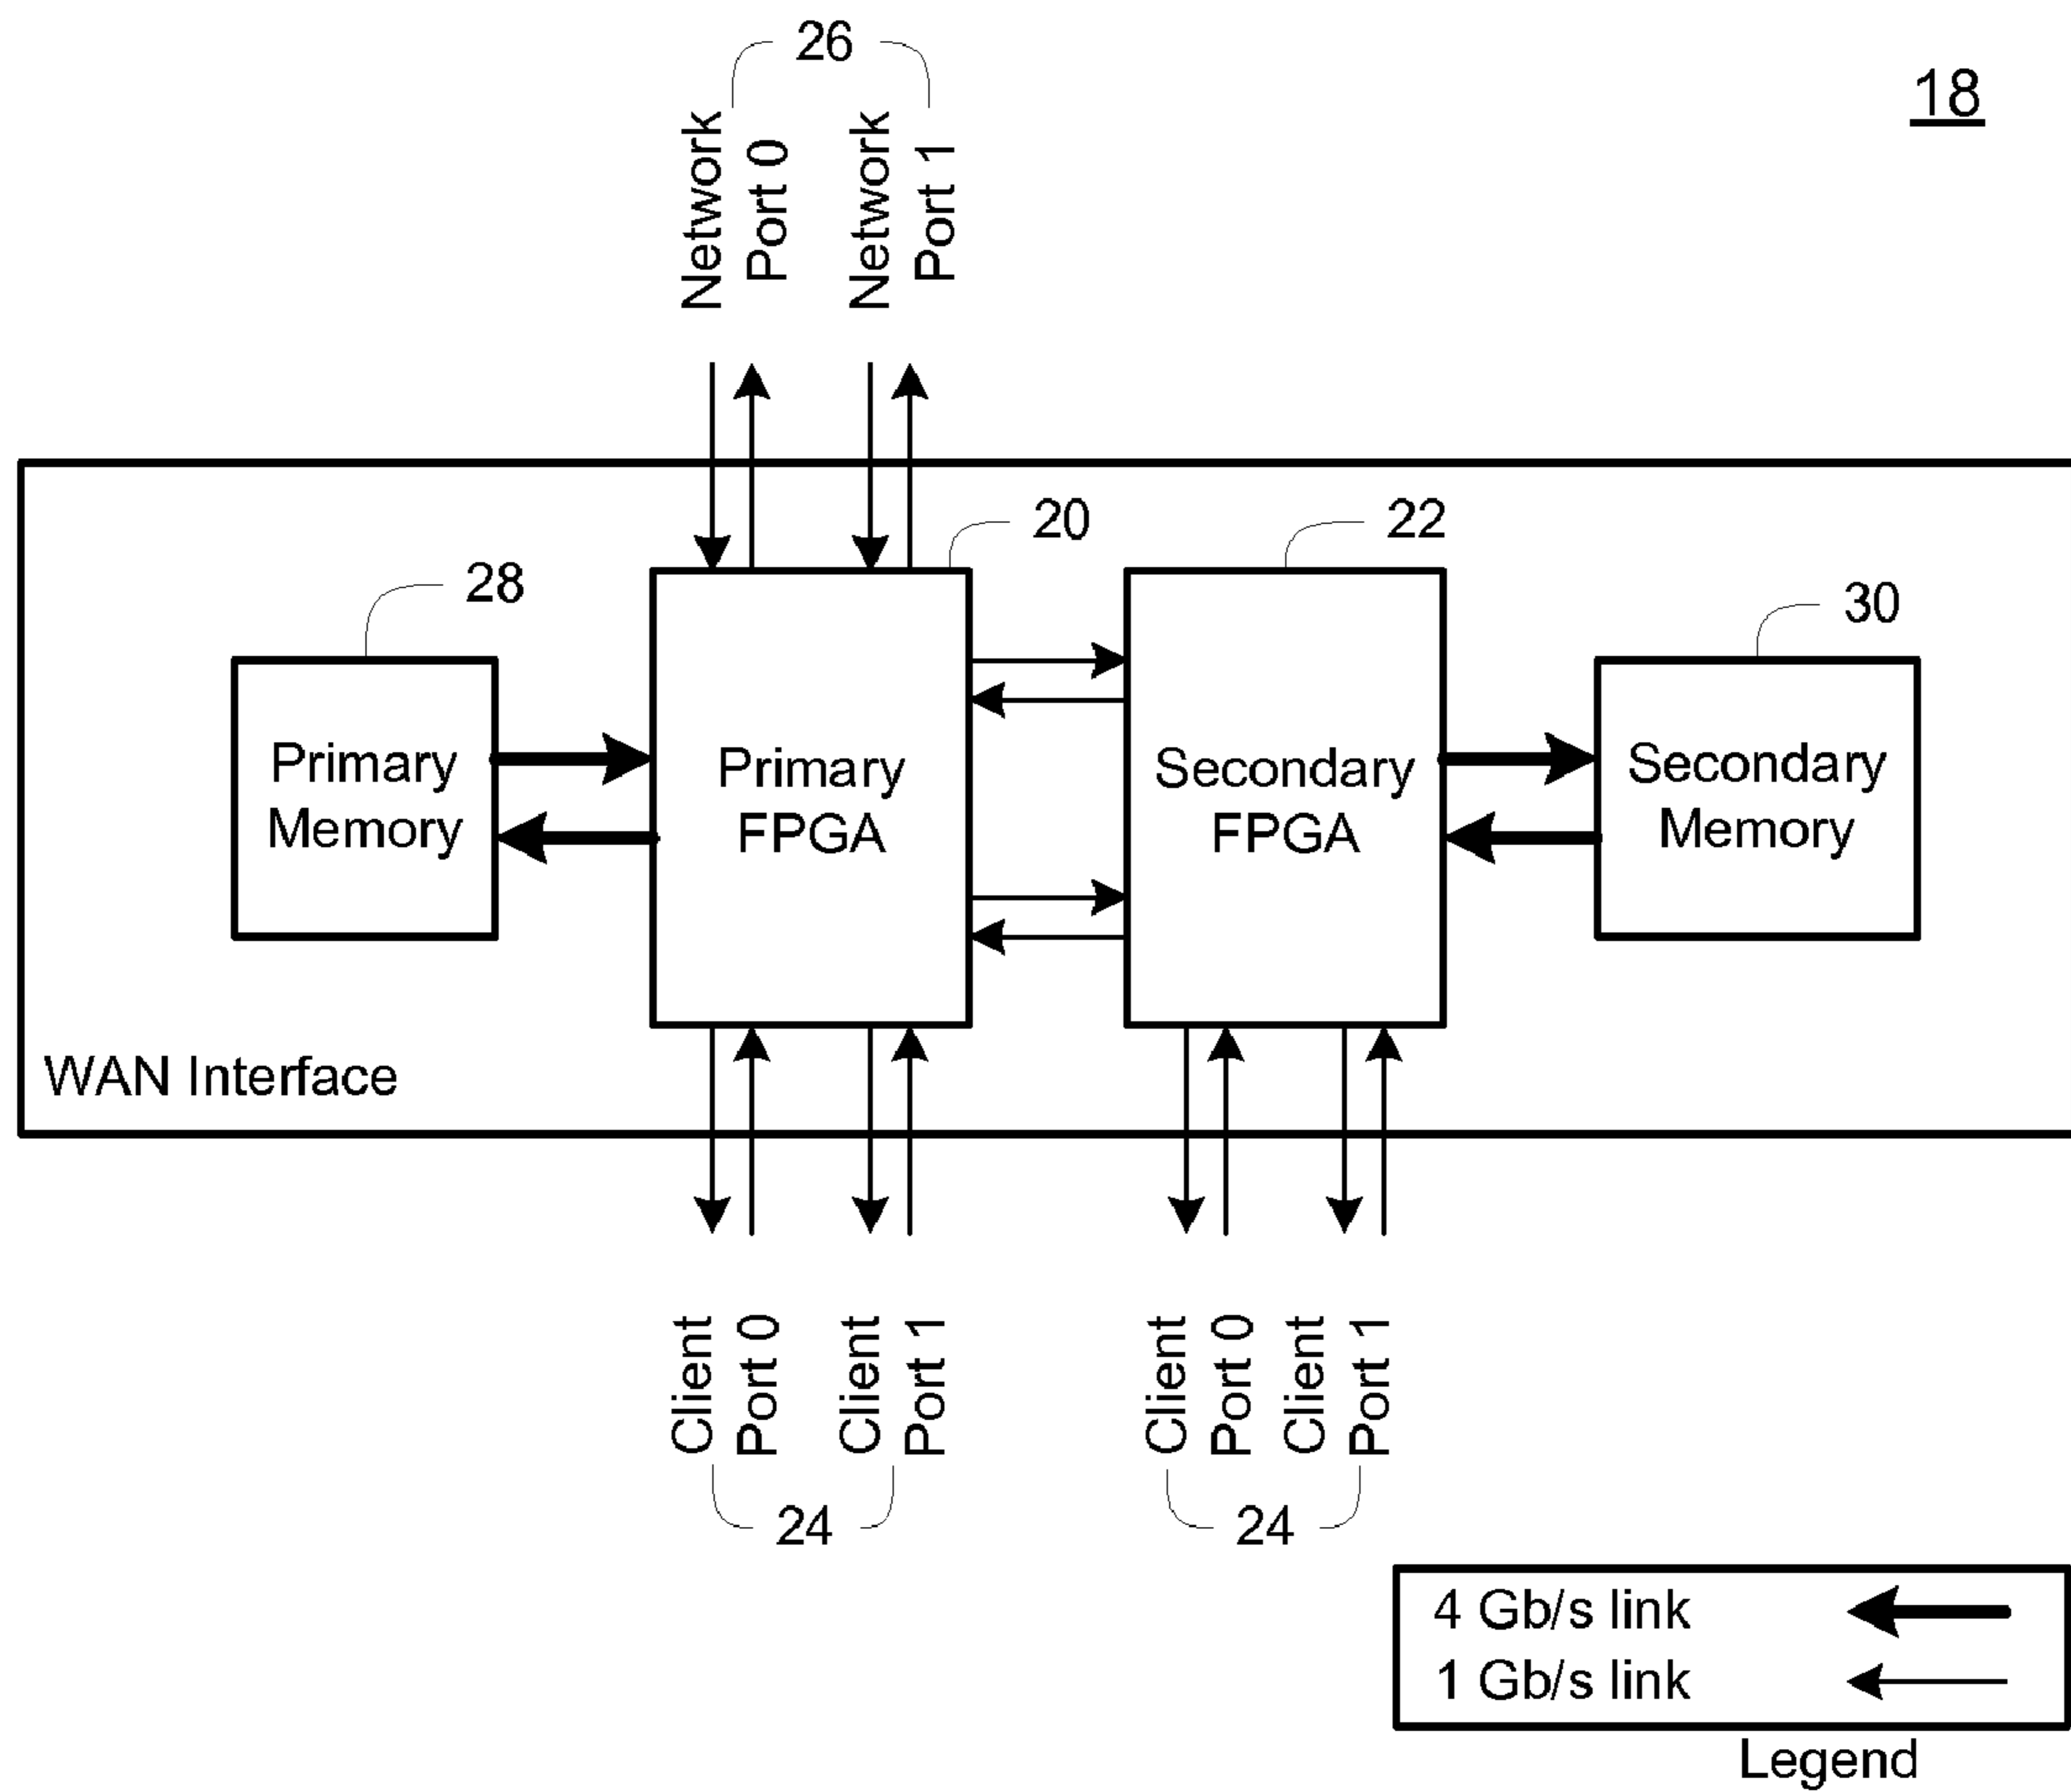 26
18
Network
Port 0
Network
Port 1
20
22
28
30
Primary
Memory
Primary
FPGA
Secondary
FPGA
Secondary
Memory
WAN Interface
Client
Port 0
Client
Port 1
Client
Port 0
Client
Port 1
24
24
4 Gb/s link
1 Gb/s link
Legend